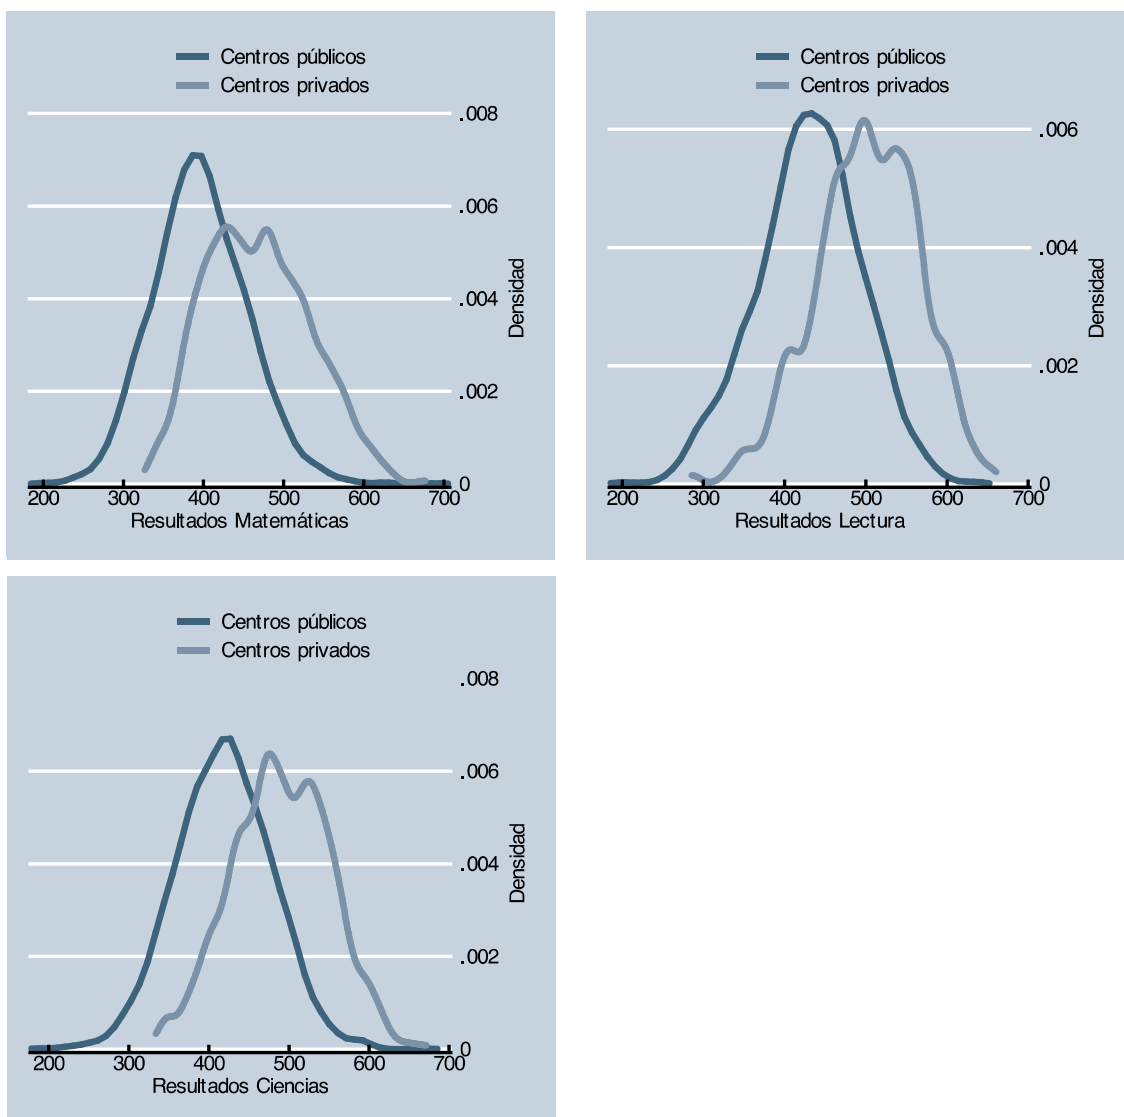 Centros públicos
Centros privados
.008
.006
.004
.002
0
Densidad
200 300 400 500 600 700
Resultados Matemáticas
Centros públicos
Centros privados
.006
.004
.002
0
Densidad
200 300 400 500 600 700
Resultados Lectura
Centros públicos
Centros privados
.008
.006
.004
.002
0
Densidad
200 300 400 500 600 700
Resultados Ciencias